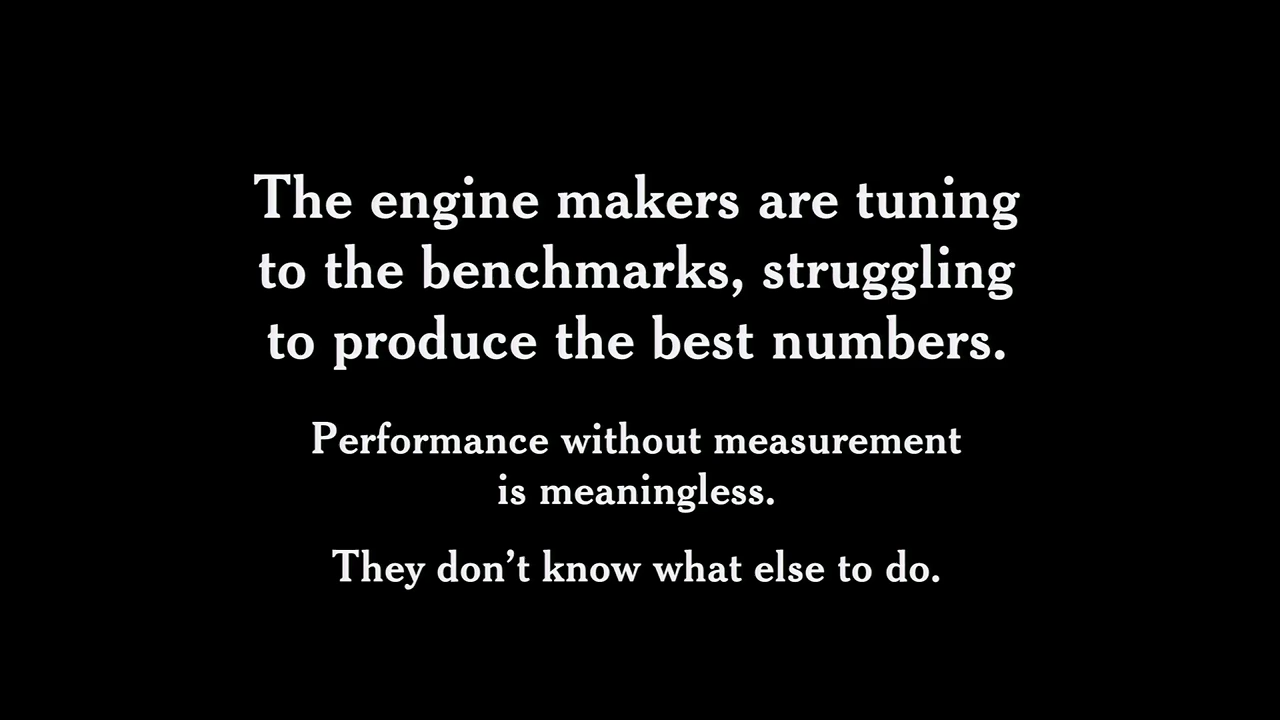 The engine makers are tuning
to the benchmarks, struggling
to produce the best numbers.
Performance without measurement
is meaningless.
They don’t know what else to do.